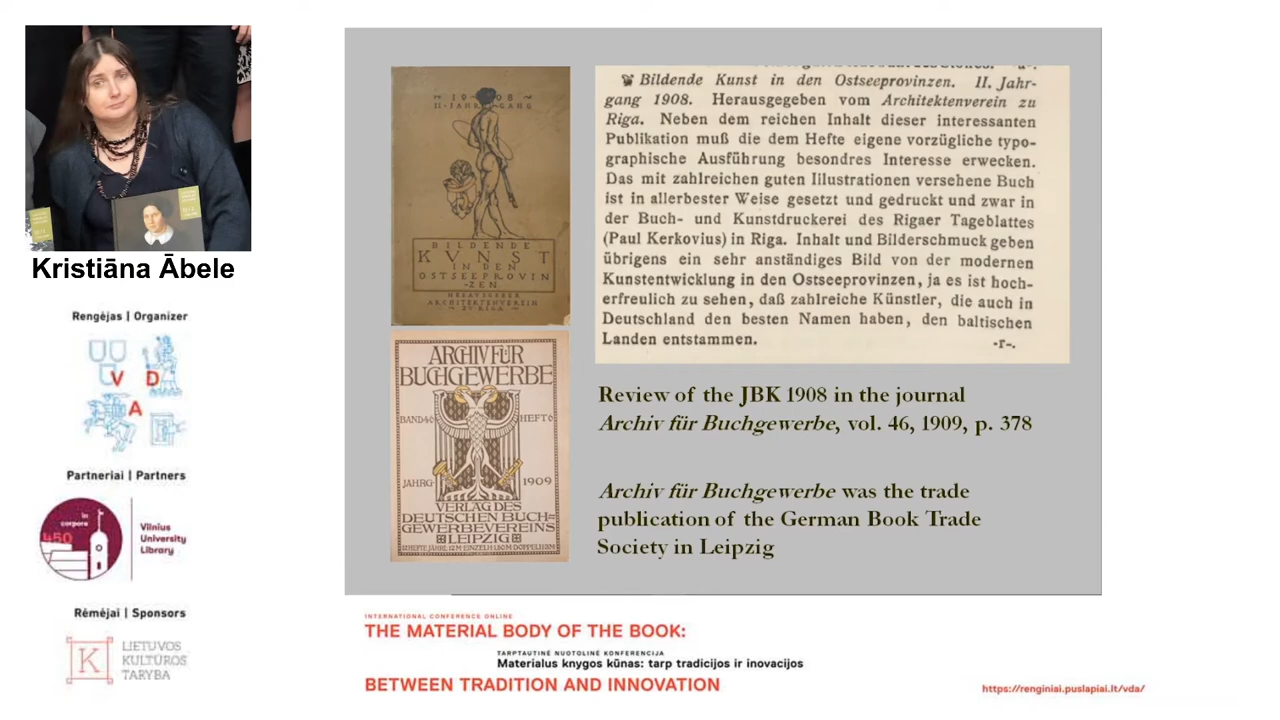 Kristiāna Ābele
Rengėjas | Organizer
V D
A
Partneriai | Partners
in
corpore
450
Vilnius
University
Library
Rėmėjai | Sponsors
K
LIETUVOS
KULTŪROS
TARYBA
19 08
II. JAHRGANG
BILDENDE
KVNST
IN DEN
OSTSEEPROVIN
-ZEN.
HERAUSGEBER
ARCHITEKTENVEREIN
ZU RIGA
ARCHIV FÜR
BUCHGEWERBE
BAND 46 HEFT 6
JAHRG. 1909
VERLAG DES
DEUTSCHEN BUCH=
GEWERBEVEREINS
LEIPZIG
Bildende Kunst in den Ostseeprovinzen. II. Jahr-
gang 1908. Herausgegeben vom Architektenverein zu
Riga. Neben dem reichen Inhalt dieser interessanten
Publikation muß die dem Hefte eigene vorzügliche typo-
graphische Ausführung besondres Interesse erwecken.
Das mit zahlreichen guten Illustrationen versehene Buch
ist in allerbester Weise gesetzt und gedruckt und zwar in
der Buch- und Kunstdruckerei des Rigaer Tageblattes
(Paul Kerkovius) in Riga. Inhalt und Bilderschmuck geben
übrigens ein sehr anständiges Bild von der modernen
Kunstentwicklung in den Ostseeprovinzen, ja es ist hoch-
erfreulich zu sehen, daß zahlreiche Künstler, die auch in
Deutschland den besten Namen haben, den baltischen
Landen entstammen. -r-.
Review of the JBK 1908 in the journal
Archiv für Buchgewerbe, vol. 46, 1909, p. 378
Archiv für Buchgewerbe was the trade
publication of the German Book Trade
Society in Leipzig
INTERNATIONAL CONFERENCE ONLINE
THE MATERIAL BODY OF THE BOOK:
TARPTAUTINĖ NUOTOLINĖ KONFERENCIJA
Materialus knygos kūnas: tarp tradicijos ir inovacijos
BETWEEN TRADITION AND INNOVATION
https://renginiai.puslapiai.lt/vda/